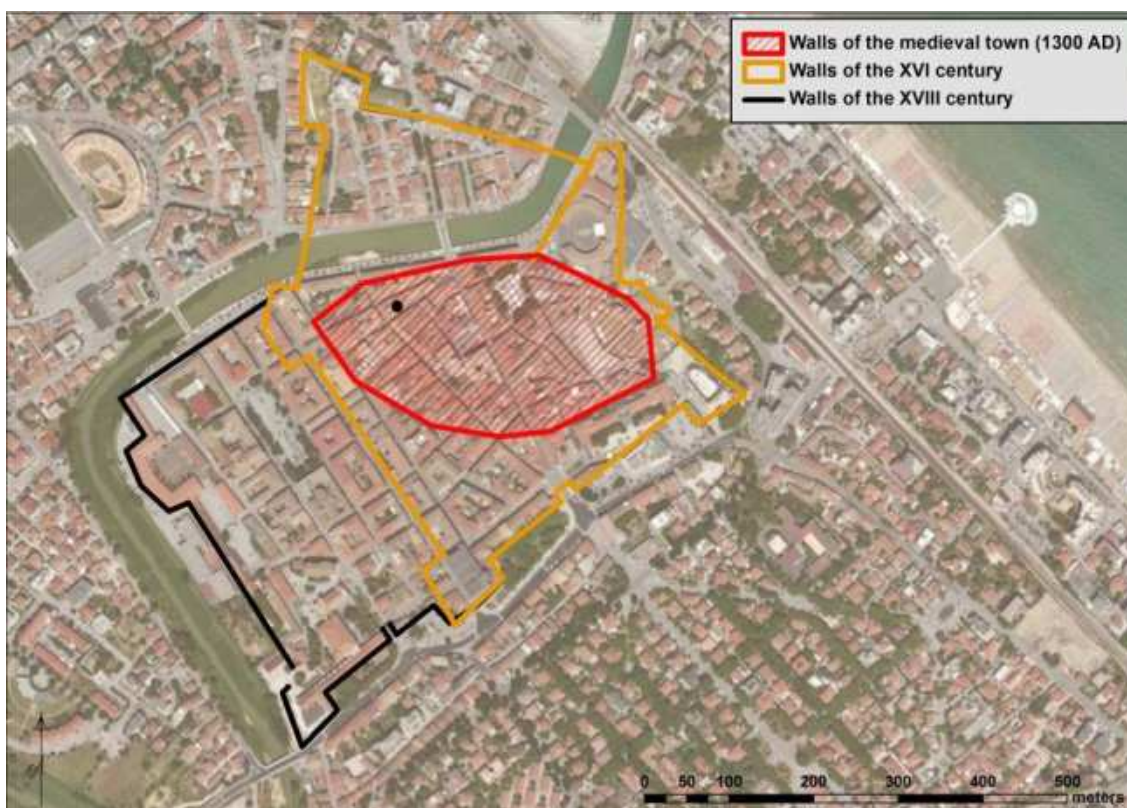 Walls of the medieval town (1300 AD)
Walls of the XVI century
Walls of the XVIII century
0 50 100 200 300 400 500
meters